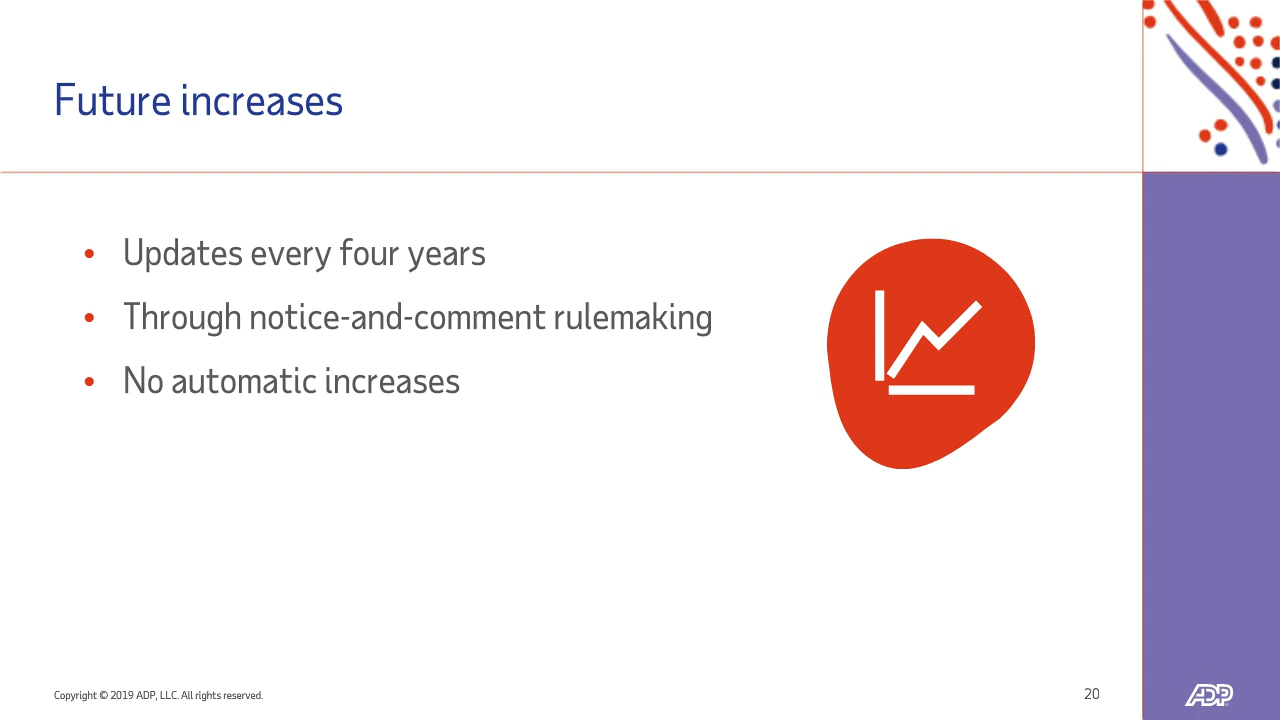 Future increases
• Updates every four years
• Through notice-and-comment rulemaking
• No automatic increases
Copyright © 2019 ADP, LLC. All rights reserved.
20
ADP